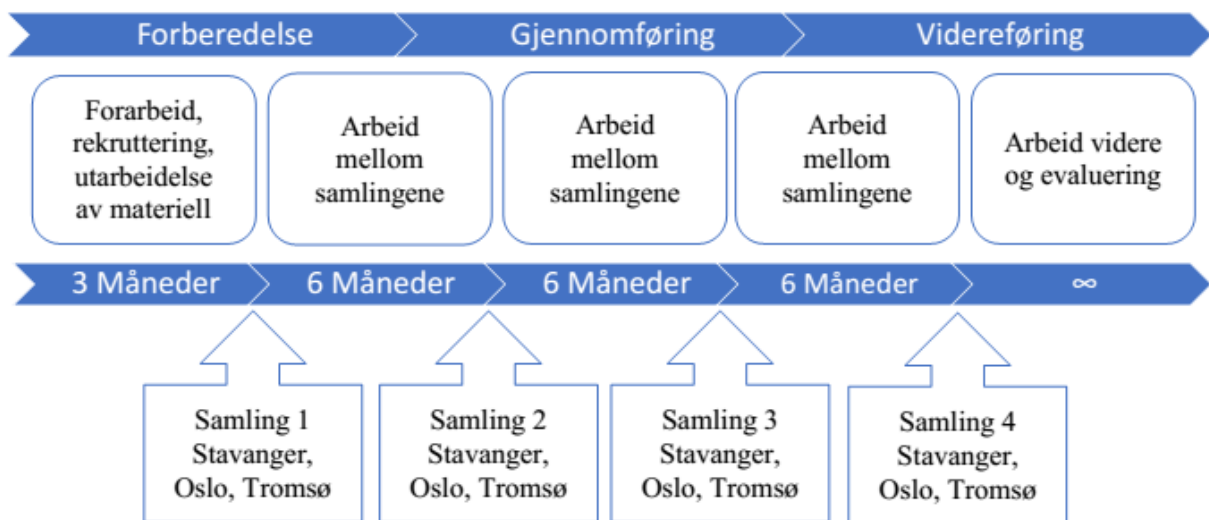 Forberedelse
Gjennomføring
Videreføring
Forarbeid,
rekruttering,
utarbeidelse
av materiell
Arbeid
mellom
samlingene
Arbeid
mellom
samlingene
Arbeid
mellom
samlingene
Arbeid videre
og evaluering
3 Måneder
6 Måneder
6 Måneder
6 Måneder
∞
Samling 1
Stavanger,
Oslo, Tromsø
Samling 2
Stavanger,
Oslo, Tromsø
Samling 3
Stavanger,
Oslo, Tromsø
Samling 4
Stavanger,
Oslo, Tromsø